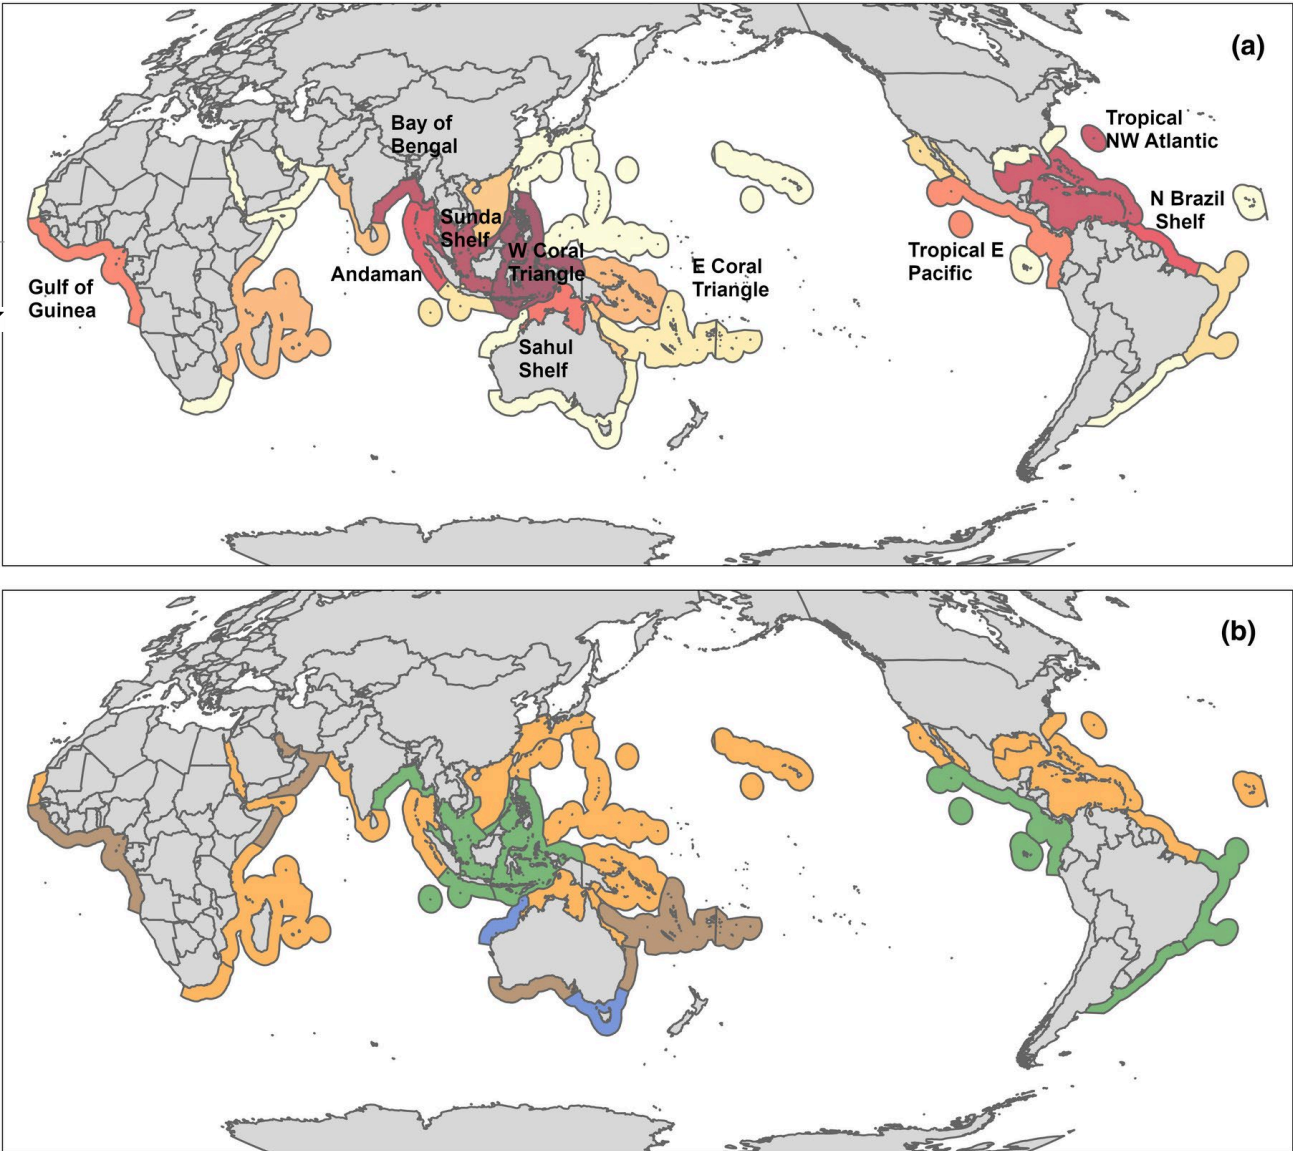 (a)
Bay of
Bengal
Tropical
NW Atlantic
N Brazil
Shelf
Sunda
Shelf
W Coral
Triangle
Tropical E
Pacific
Andaman
E Coral
Triangle
Gulf of
Guinea
Sahul
Shelf
(b)